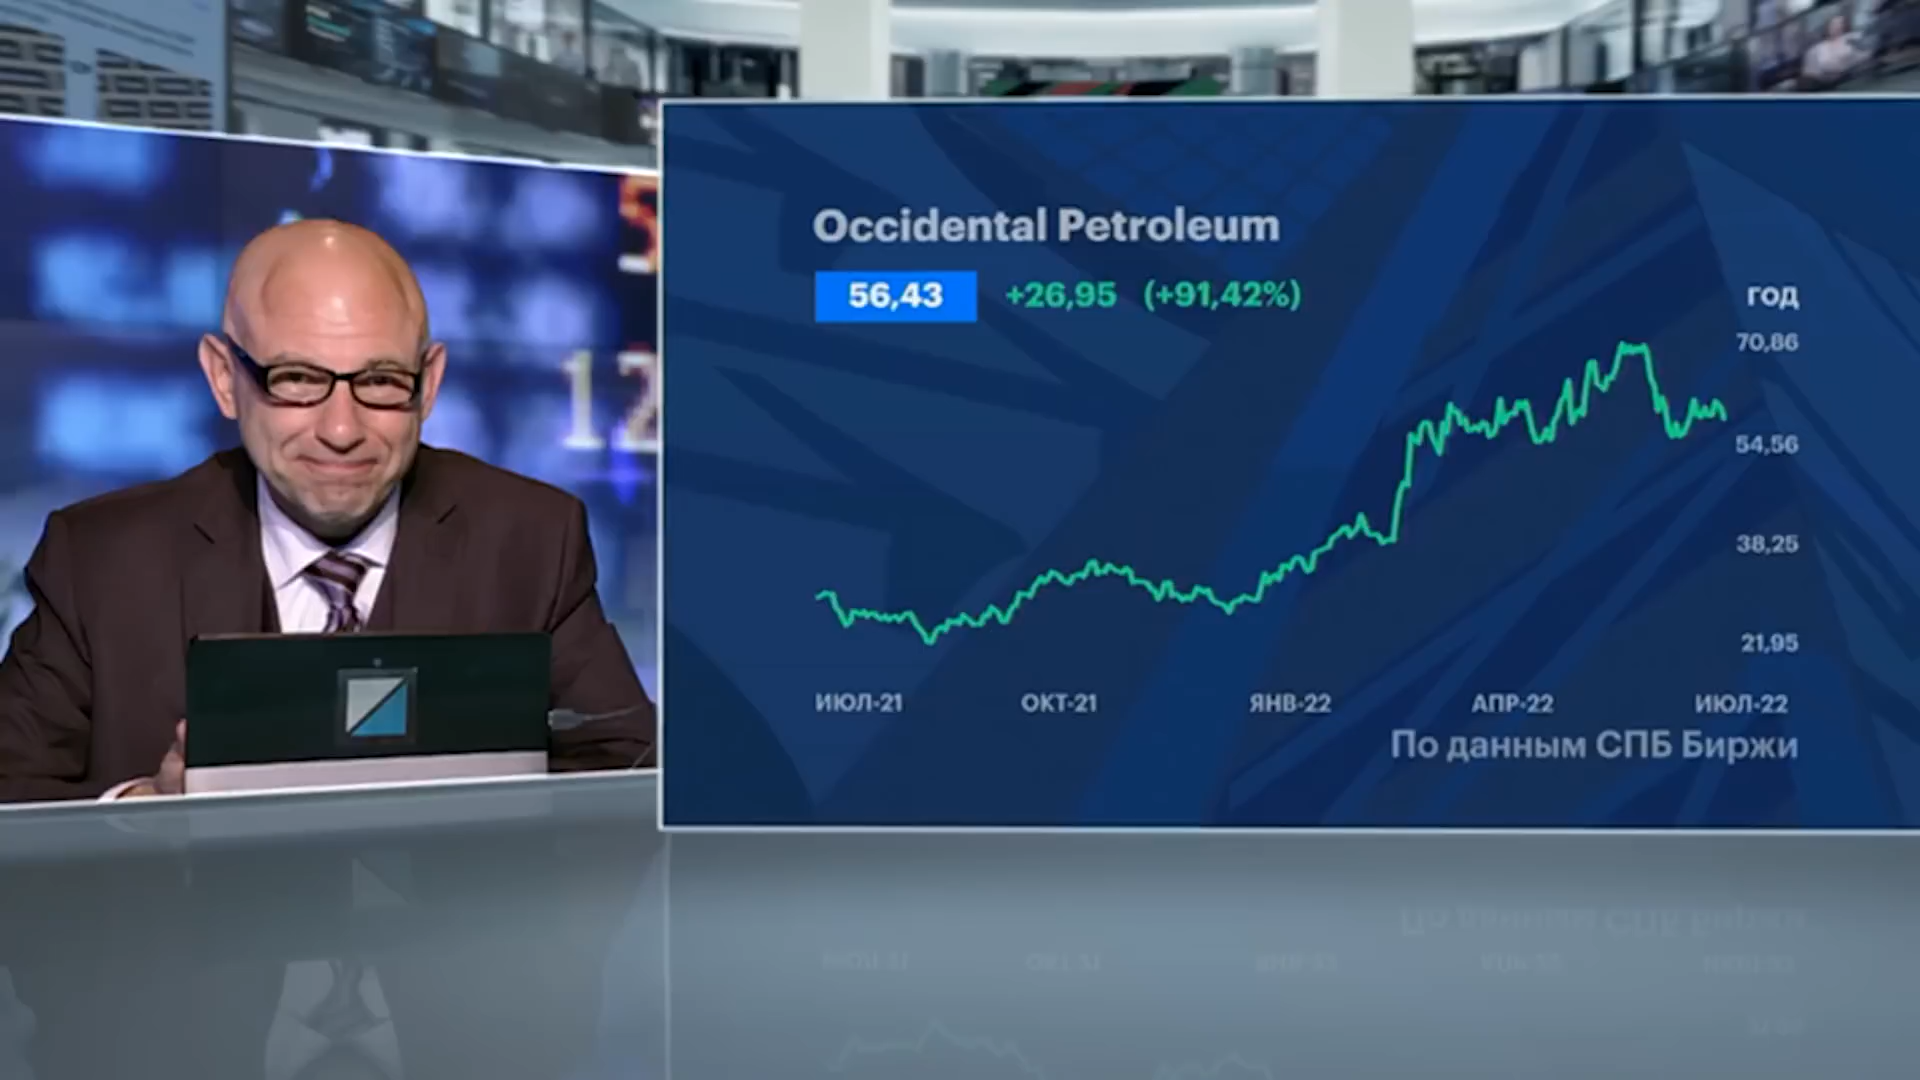 Occidental Petroleum
56,43 +26,95 (+91,42%)
ГОД
70,86
54,56
38,25
21,95
ИЮЛ-21 ОКТ-21 ЯНВ-22 АПР-22 ИЮЛ-22
По данным СПБ Биржи
12